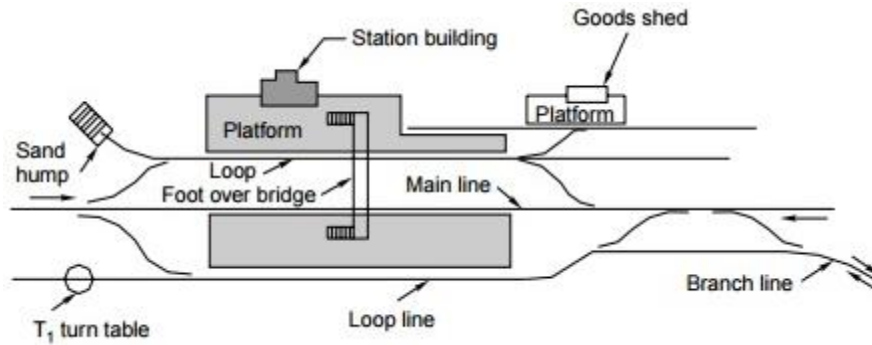 Goods shed
Station building
Platform
Platform
Sand
hump
Loop
Foot over bridge
Main line
Branch line
Loop line
T1 turn table